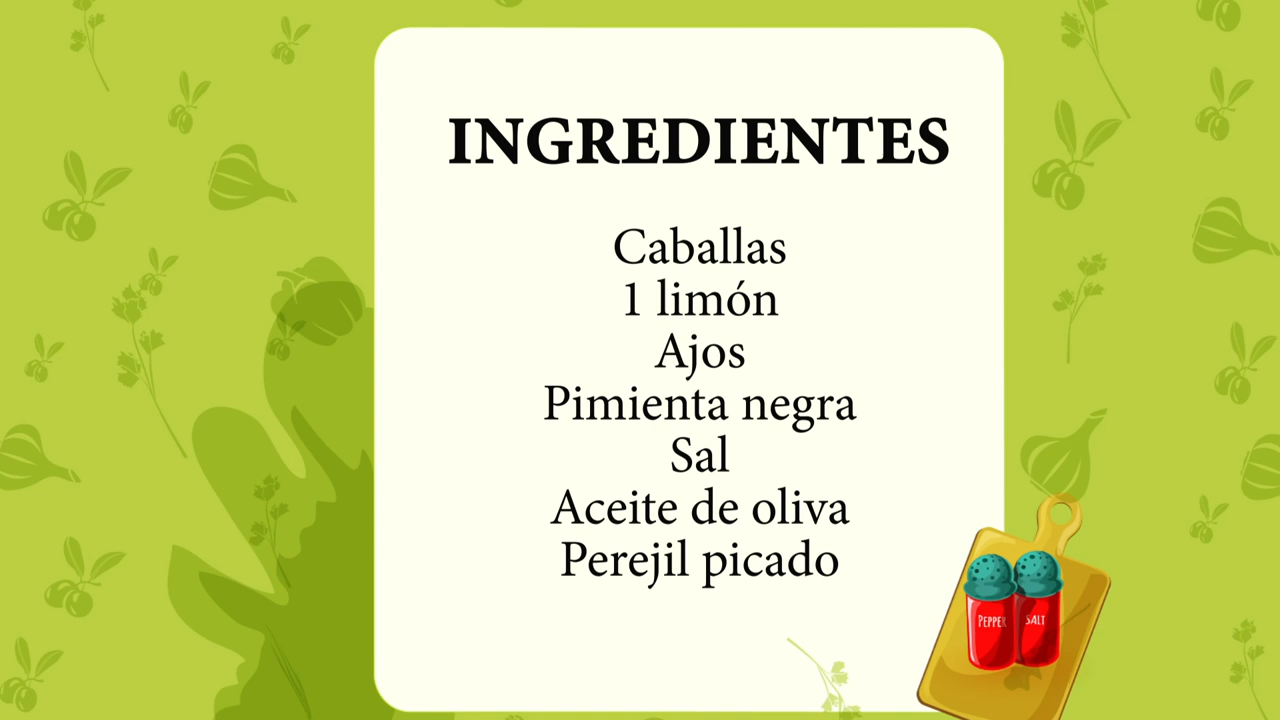 INGREDIENTES
Caballas
1 limón
Ajos
Pimienta negra
Sal
Aceite de oliva
Perejil picado
PEPPER
SALT